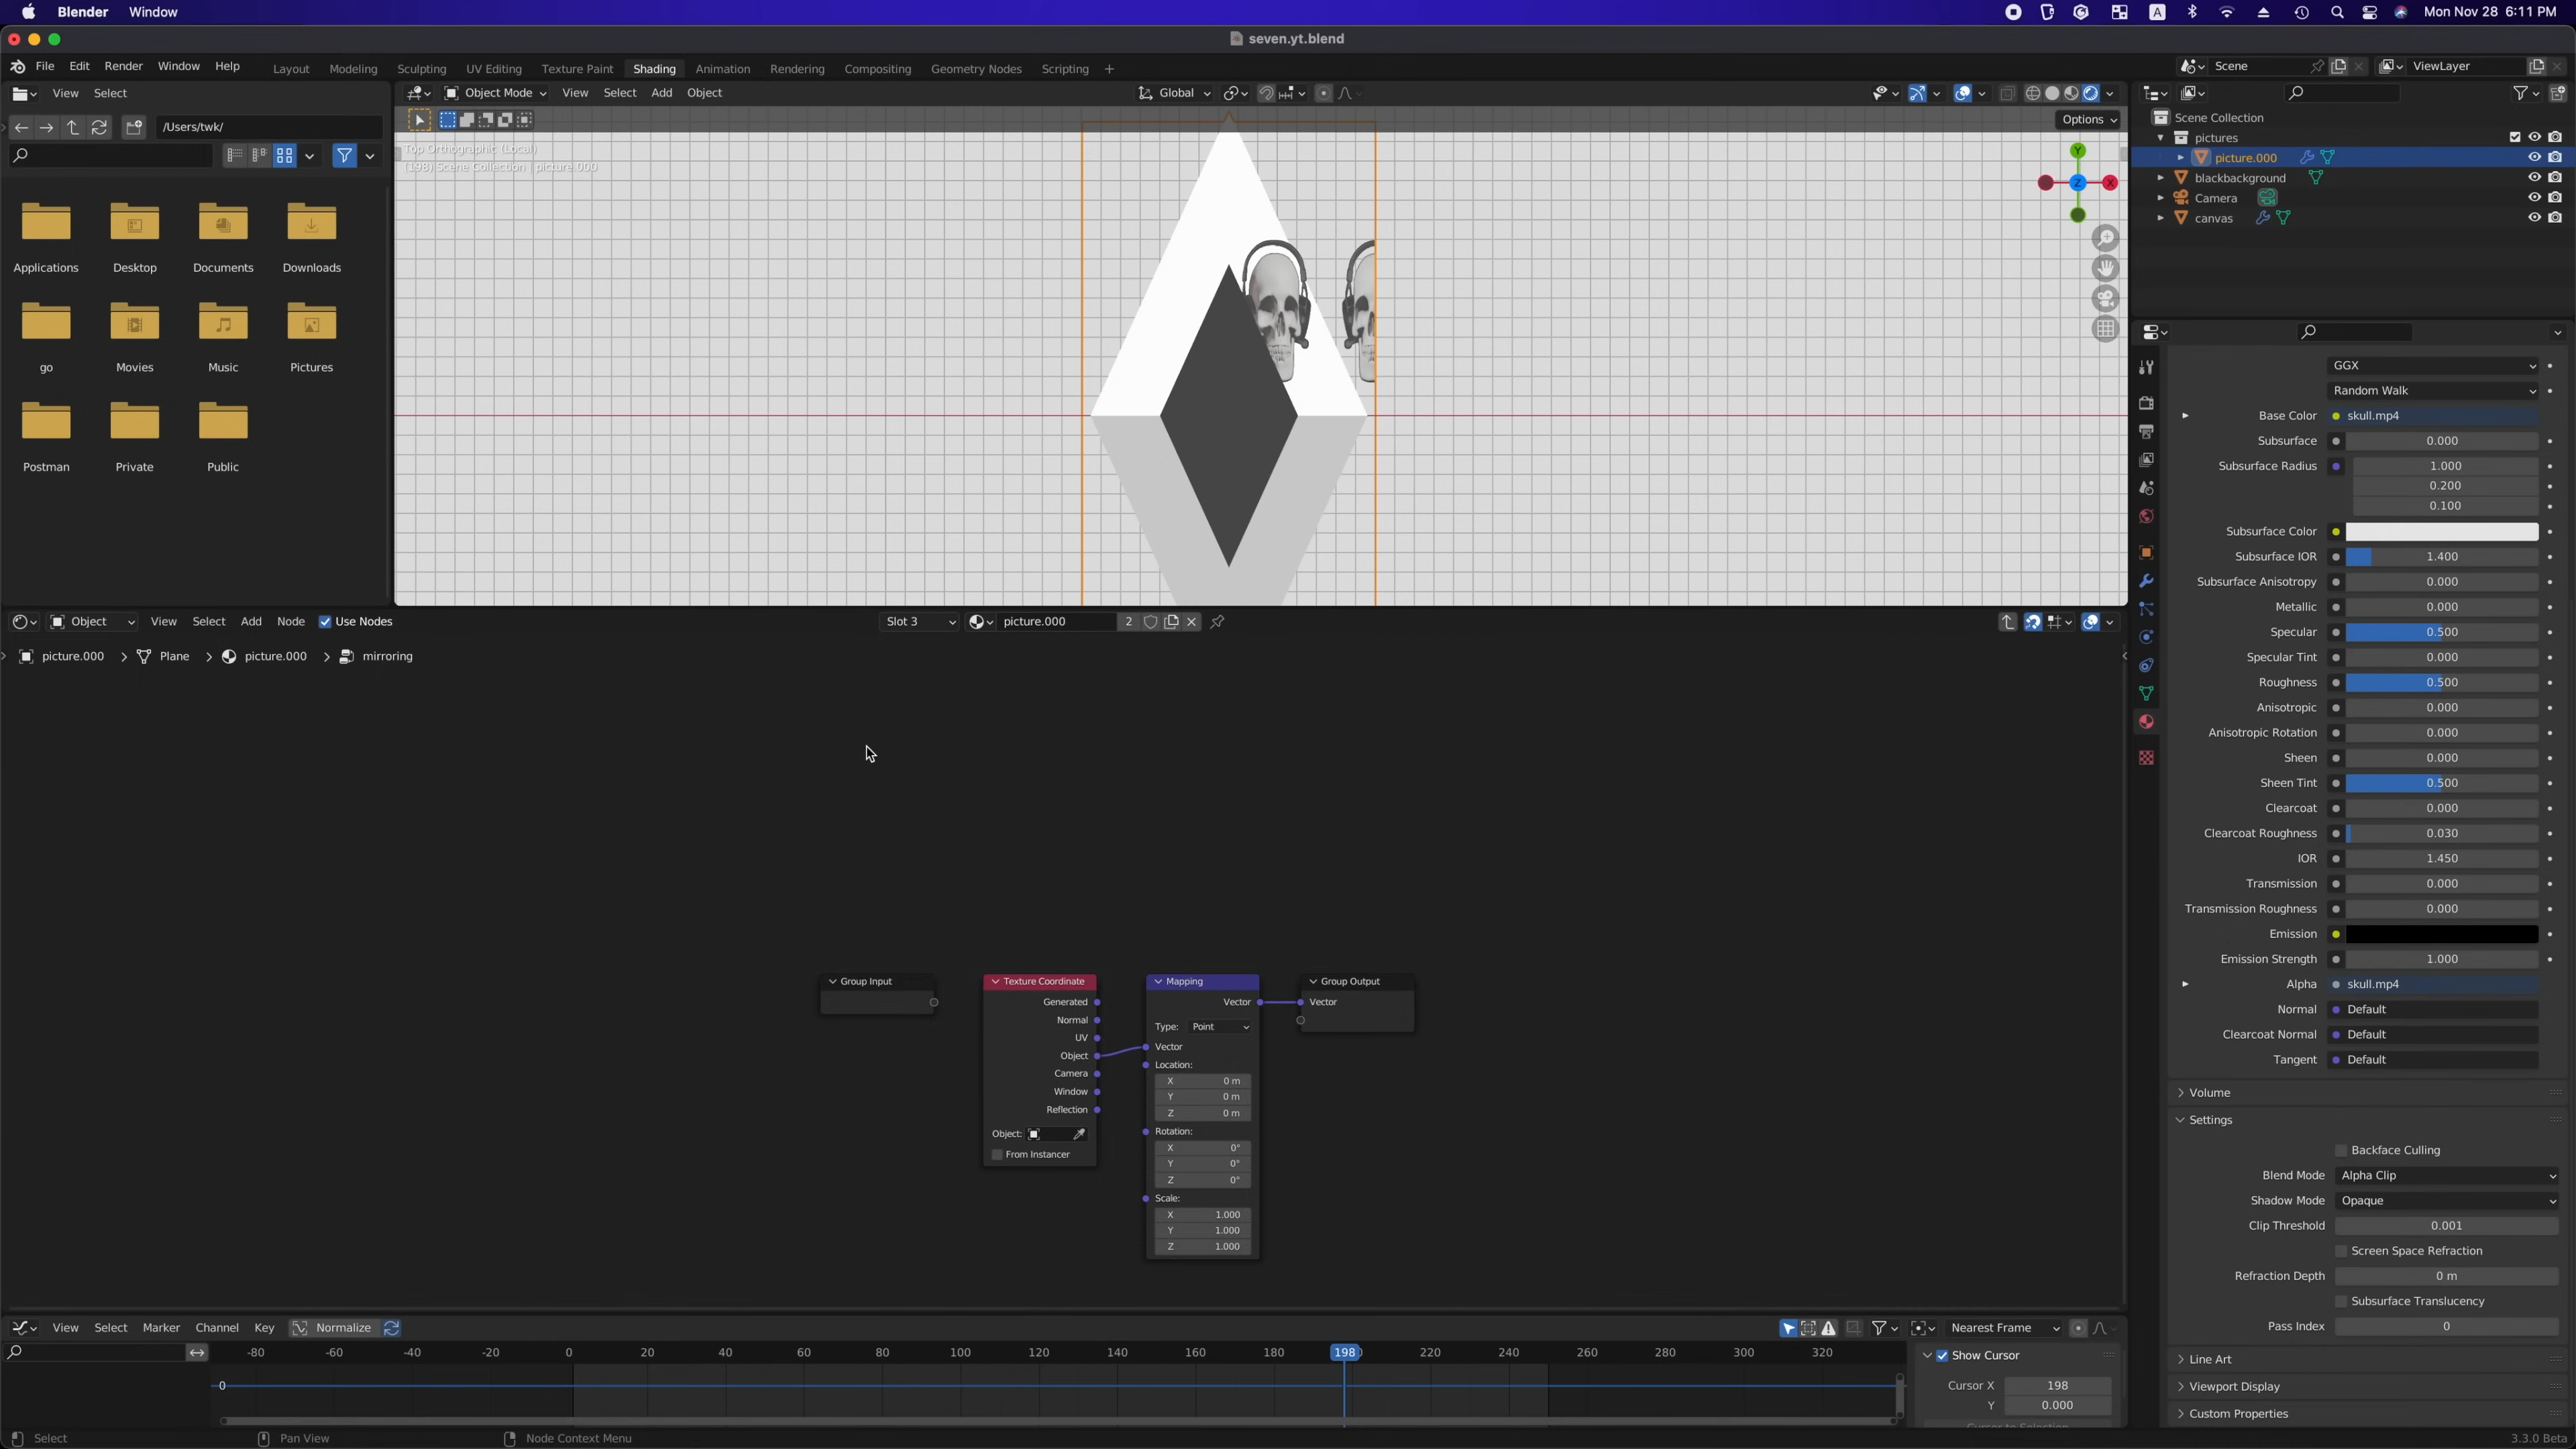 Blender Window
A Mon Nov 28 6:11 PM
seven.yt.blend
File Edit Render Window Help Layout Modeling Sculpting UV Editing Texture Paint Shading Animation Rendering Compositing Geometry Nodes Scripting + Scene ViewLayer
View Select
/Users/twk/
Applications Desktop Documents Downloads
go Movies Music Pictures
Postman Private Public
Object Mode View Select Add Object Global
Options
Top Orthographic (Local)
(198) Scene Collection | picture.000
Y
Z X
Scene Collection
pictures
picture.000
blackbackground
Camera
canvas
GGX
Random Walk
Base Color skull.mp4
Subsurface 0.000
Subsurface Radius 1.000
0.200
0.100
Subsurface Color
Subsurface IOR 1.400
Subsurface Anisotropy 0.000
Metallic 0.000
Specular 0.500
Specular Tint 0.000
Roughness 0.500
Anisotropic 0.000
Anisotropic Rotation 0.000
Sheen 0.000
Sheen Tint 0.500
Clearcoat 0.000
Clearcoat Roughness 0.030
IOR 1.450
Transmission 0.000
Transmission Roughness 0.000
Emission
Emission Strength 1.000
Alpha skull.mp4
Normal Default
Clearcoat Normal Default
Tangent Default
Volume
Settings
Backface Culling
Blend Mode Alpha Clip
Shadow Mode Opaque
Clip Threshold 0.001
Screen Space Refraction
Refraction Depth 0 m
Subsurface Translucency
Pass Index 0
Line Art
Viewport Display
Custom Properties
Object View Select Add Node Use Nodes Slot 3 picture.000 2
picture.000 Plane picture.000 mirroring
Group Input
Texture Coordinate
Generated
Normal
UV
Object
Camera
Window
Reflection
Object:
From Instancer
Mapping
Vector
Type: Point
Vector
Location:
X 0 m
Y 0 m
Z 0 m
Rotation:
X 0°
Y 0°
Z 0°
Scale:
X 1.000
Y 1.000
Z 1.000
Group Output
Vector
View Select Marker Channel Key Normalize Nearest Frame
-80 -60 -40 -20 0 20 40 60 80 100 120 140 160 180 198 220 240 260 280 300 320
0
Show Cursor
Cursor X 198
Y 0.000
Select Pan View Node Context Menu 3.3.0 Beta